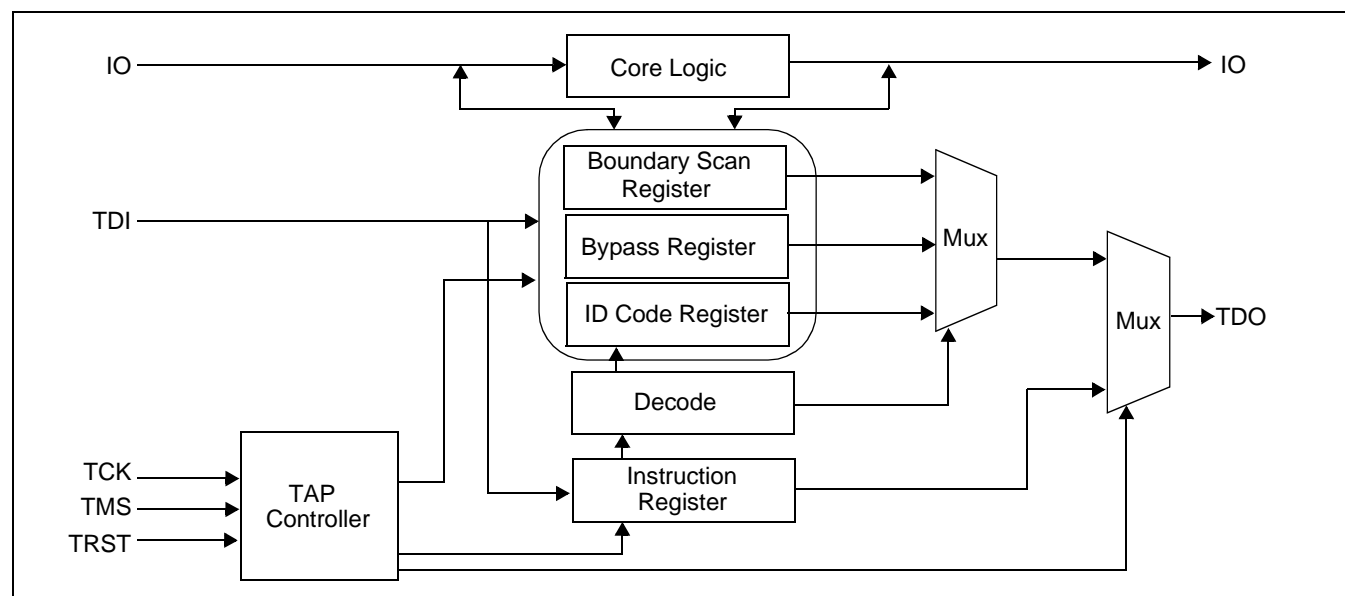 IO
Core Logic
IO
Boundary Scan
Register
TDI
Bypass Register
Mux
ID Code Register
Mux
TDO
Decode
TCK
TMS
TRST
TAP
Controller
Instruction
Register